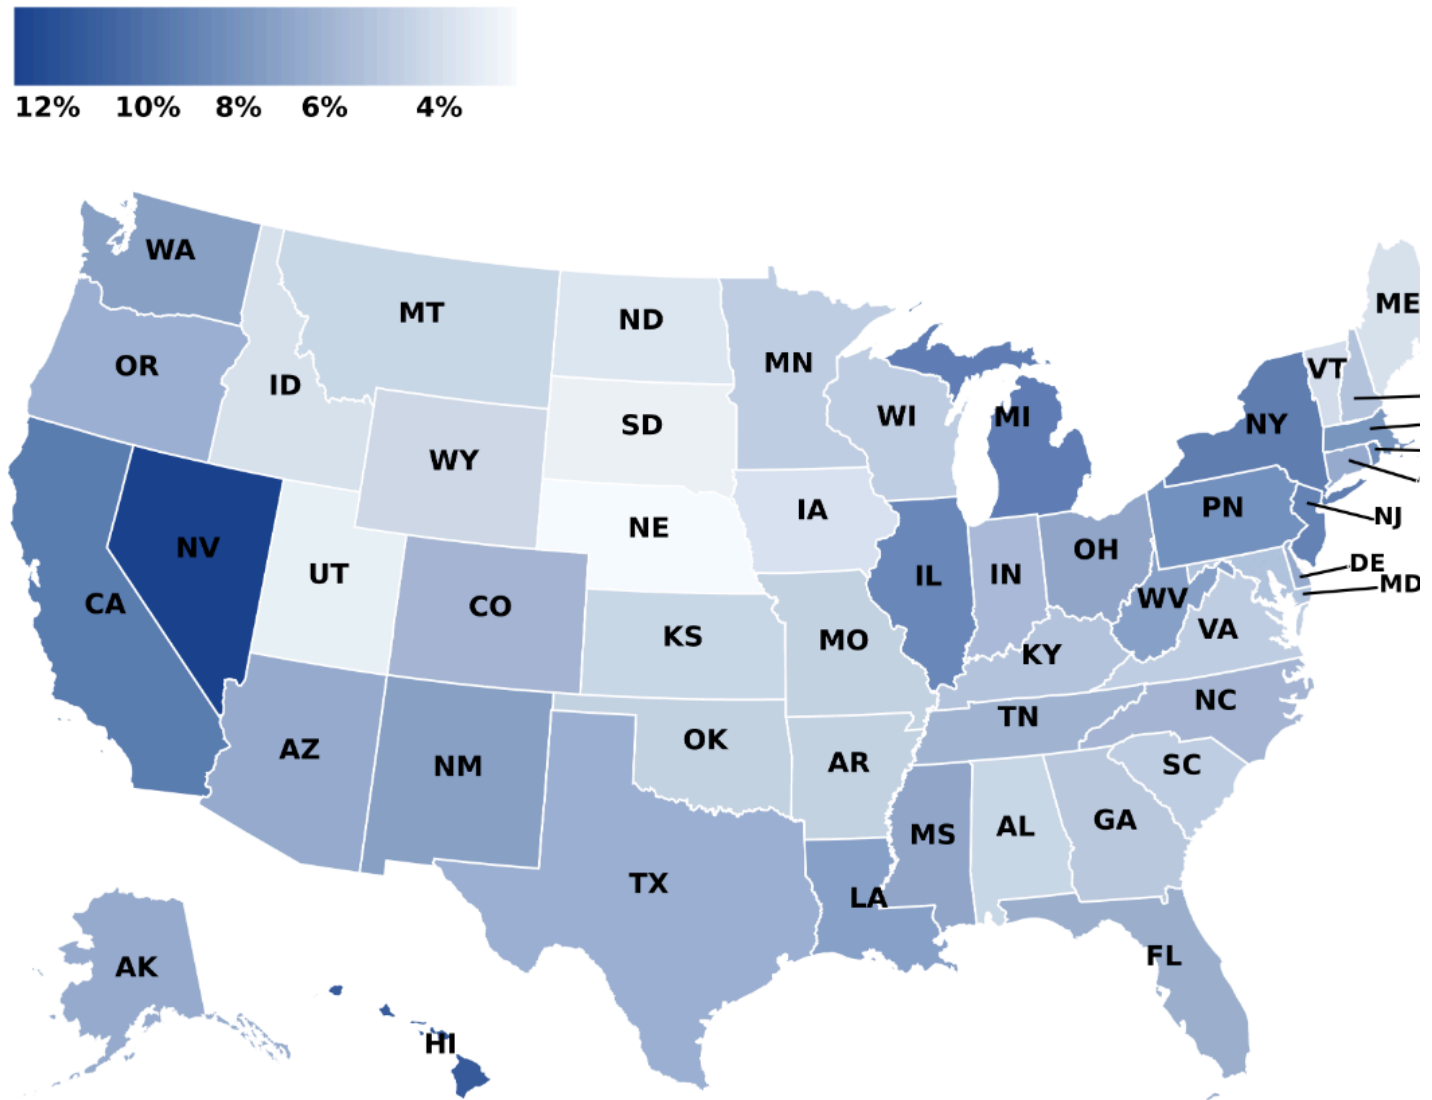 12% 10% 8% 6% 4%
WA
MT
ND
MN
ME
OR
ID
SD
WI
MI
VT
NY
WY
IA
NE
PN
NJ
NV
UT
CO
IL
IN
OH
DE
MD
CA
KS
MO
WV
VA
KY
NC
TN
AZ
NM
OK
AR
SC
TX
MS
AL
GA
LA
FL
AK
HI